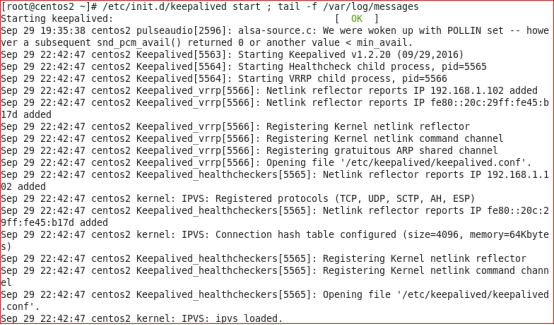 [root@centos2 ~]# /etc/init.d/keepalived start ; tail -f /var/log/messages
Starting keepalived:                                       [  OK  ]
Sep 29 19:35:38 centos2 pulseaudio[2596]: alsa-source.c: We were woken up with POLLIN set -- howe
ver a subsequent snd_pcm_avail() returned 0 or another value < min_avail.
Sep 29 22:42:47 centos2 Keepalived[5563]: Starting Keepalived v1.2.20 (09/29,2016)
Sep 29 22:42:47 centos2 Keepalived[5564]: Starting Healthcheck child process, pid=5565
Sep 29 22:42:47 centos2 Keepalived[5564]: Starting VRRP child process, pid=5566
Sep 29 22:42:47 centos2 Keepalived_vrrp[5566]: Netlink reflector reports IP 192.168.1.102 added
Sep 29 22:42:47 centos2 Keepalived_vrrp[5566]: Netlink reflector reports IP fe80::20c:29ff:fe45:b
17d added
Sep 29 22:42:47 centos2 Keepalived_vrrp[5566]: Registering Kernel netlink reflector
Sep 29 22:42:47 centos2 Keepalived_vrrp[5566]: Registering Kernel netlink command channel
Sep 29 22:42:47 centos2 Keepalived_vrrp[5566]: Registering gratuitous ARP shared channel
Sep 29 22:42:47 centos2 Keepalived_vrrp[5566]: Opening file '/etc/keepalived/keepalived.conf'.
Sep 29 22:42:47 centos2 Keepalived_healthcheckers[5565]: Netlink reflector reports IP 192.168.1.1
02 added
Sep 29 22:42:47 centos2 kernel: IPVS: Registered protocols (TCP, UDP, SCTP, AH, ESP)
Sep 29 22:42:47 centos2 Keepalived_healthcheckers[5565]: Netlink reflector reports IP fe80::20c:2
9ff:fe45:b17d added
Sep 29 22:42:47 centos2 kernel: IPVS: Connection hash table configured (size=4096, memory=64Kbyte
s)
Sep 29 22:42:47 centos2 Keepalived_healthcheckers[5565]: Registering Kernel netlink reflector
Sep 29 22:42:47 centos2 Keepalived_healthcheckers[5565]: Registering Kernel netlink command chann
el
Sep 29 22:42:47 centos2 Keepalived_healthcheckers[5565]: Opening file '/etc/keepalived/keepalived
.conf'.
Sep 29 22:42:47 centos2 kernel: IPVS: ipvs loaded.